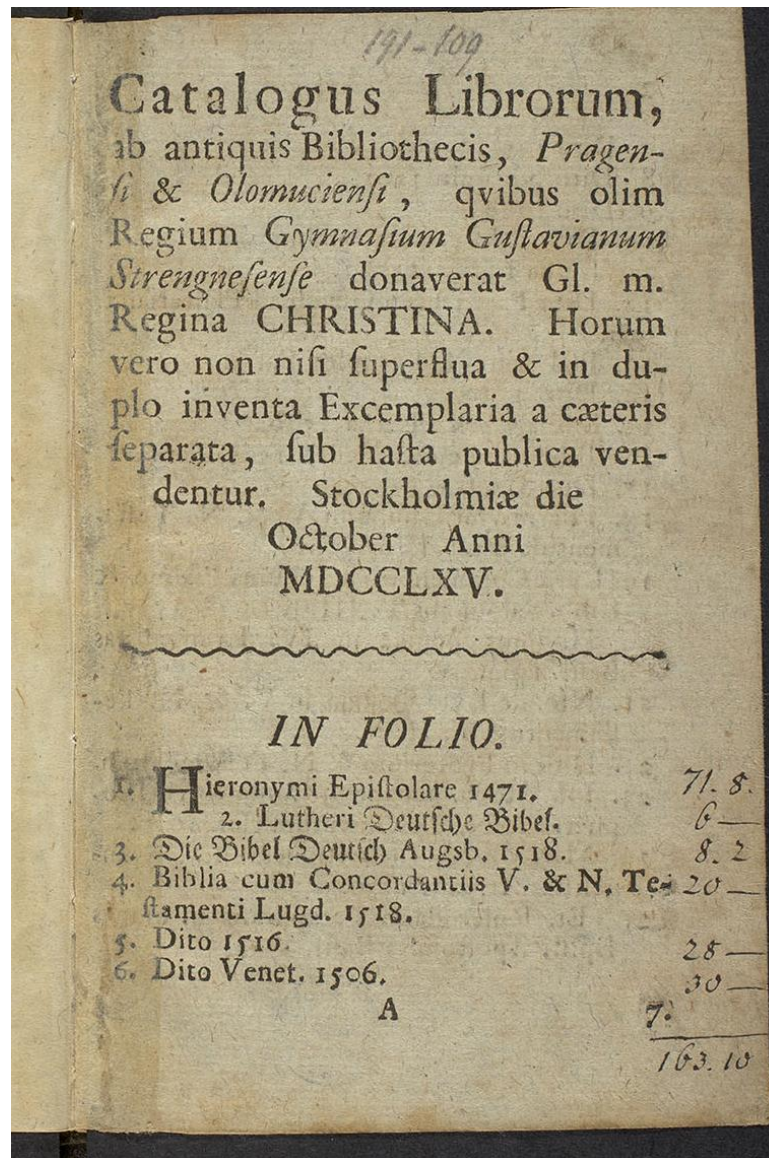 191-109
Catalogus Librorum,
ab antiquis Bibliothecis, Pragen-
ſi & Olomucienſi, qvibus olim
Regium Gymnaſium Guſtavianum
Strengneſenſe donaverat Gl. m.
Regina CHRISTINA. Horum
vero non niſi ſuperflua & in du-
plo inventa Excemplaria a cæteris
ſeparata, ſub haſta publica ven-
dentur. Stockholmiæ die
October Anni
MDCCLXV.
IN FOLIO.
1. Hieronymi Epiſtolare 1471. 71. 8.
2. Lutheri Deutſche Bibel. 6—
3. Die Bibel Deutſch Augsb. 1518. 8. 2
4. Biblia cum Concordantiis V. & N. Te- 20—
ſtamenti Lugd. 1518.
5. Dito 1516. 28—
6. Dito Venet. 1506. 30—
A 7.
163. 10